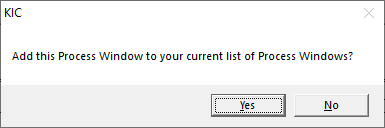 KIC
Add this Process Window to your current list of Process Windows?
Yes
No